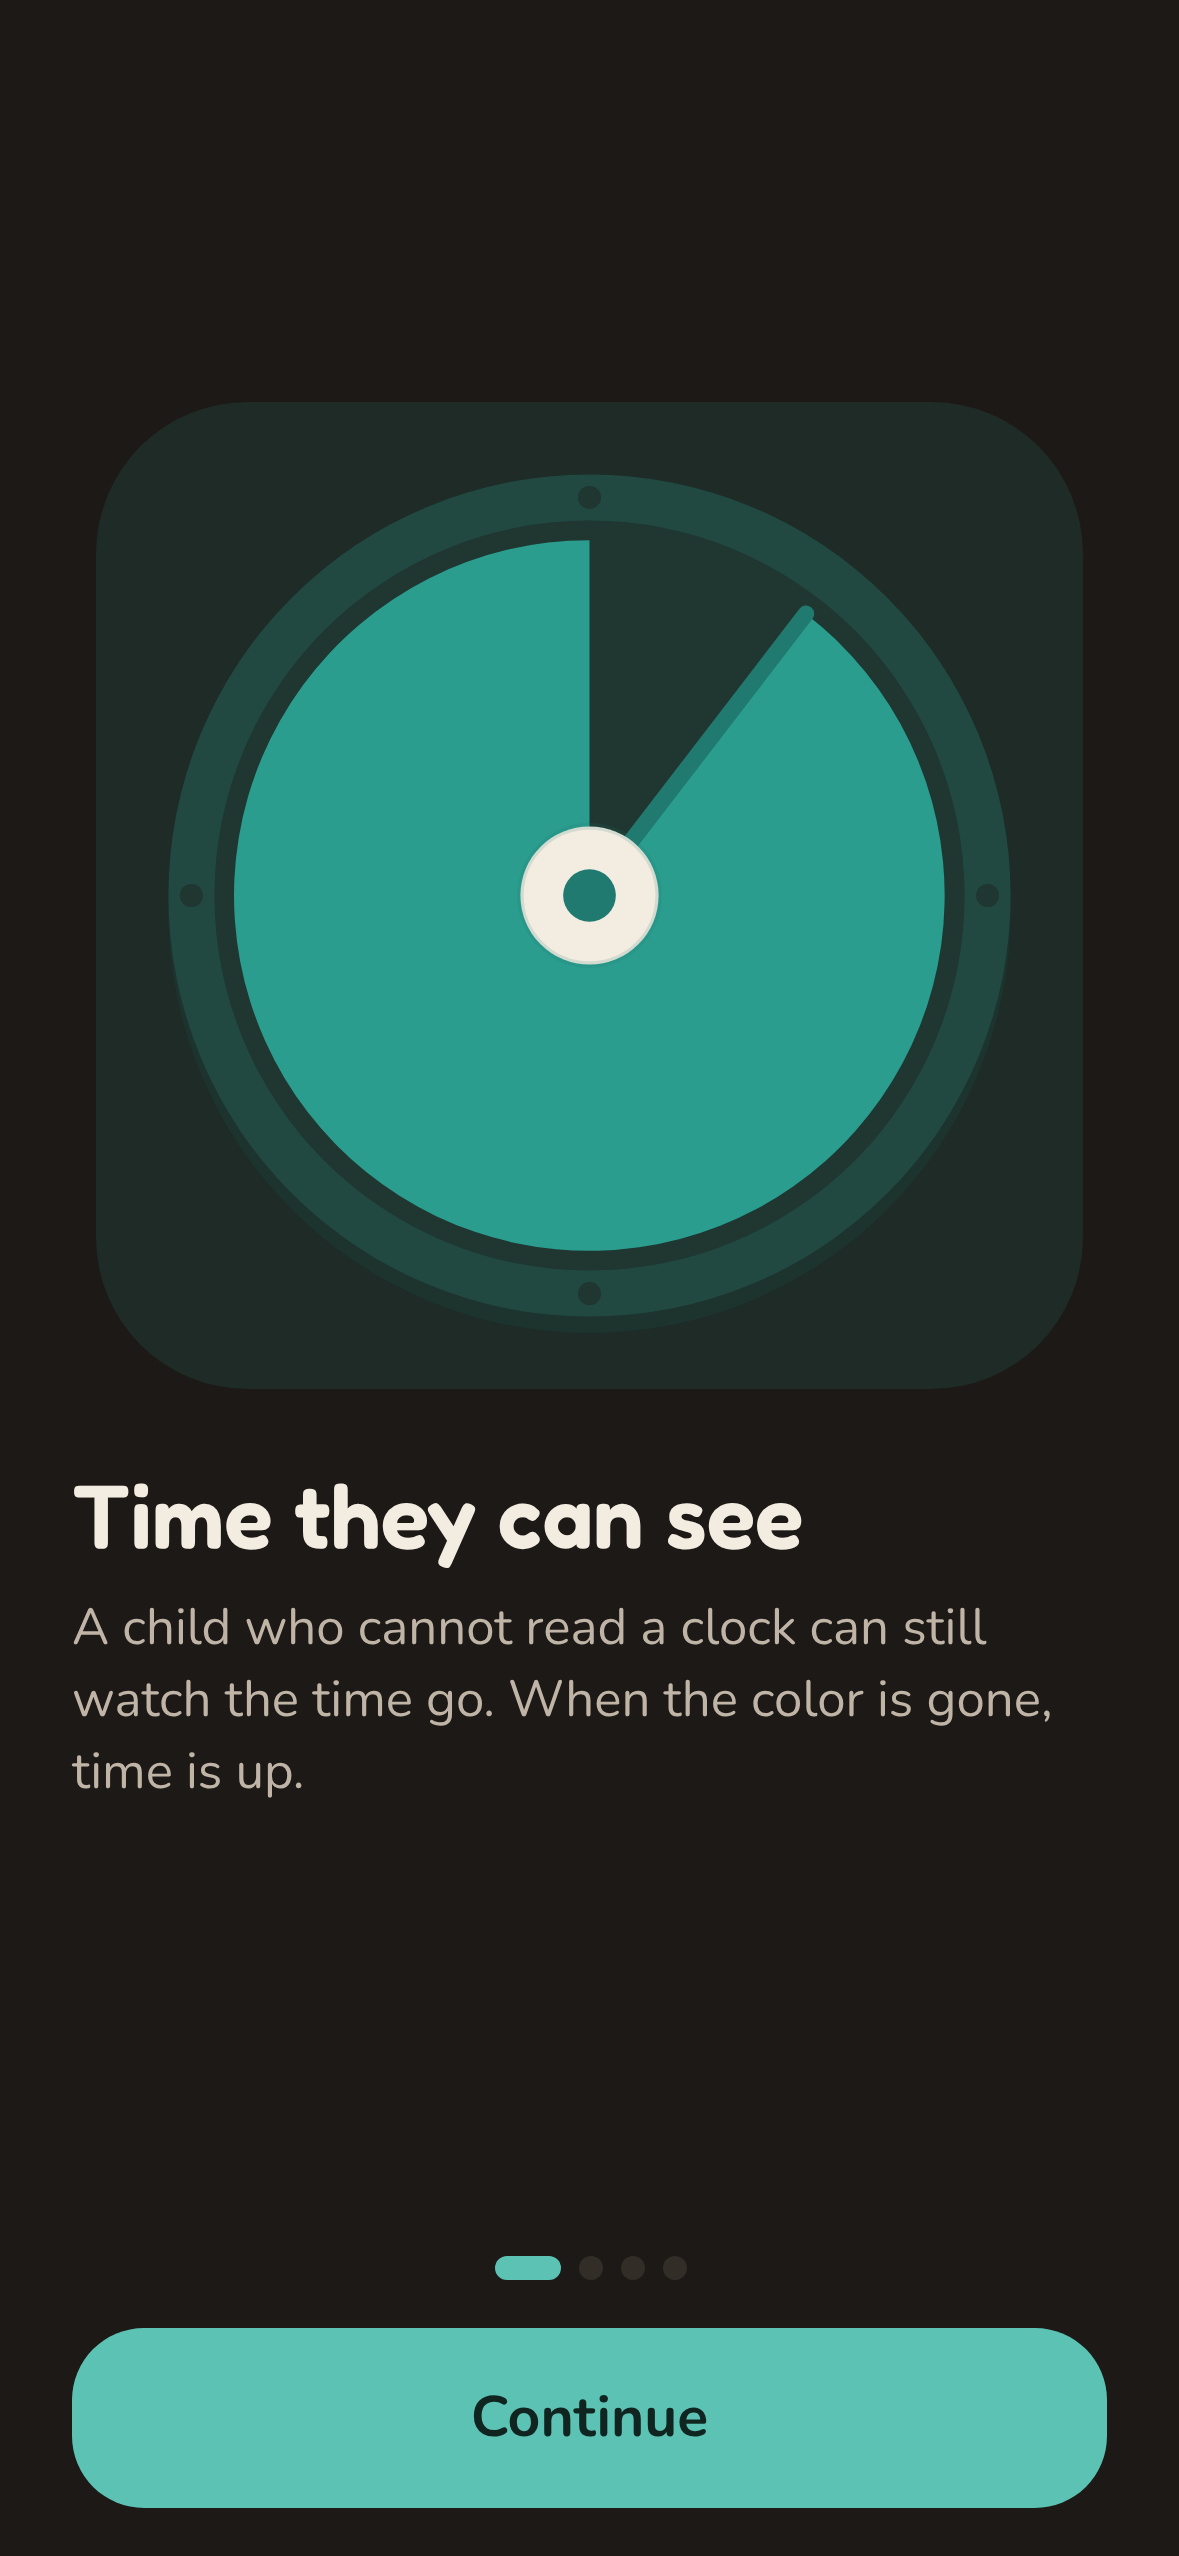 Time they can see
A child who cannot read a clock can still
watch the time go. When the color is gone,
time is up.
Continue